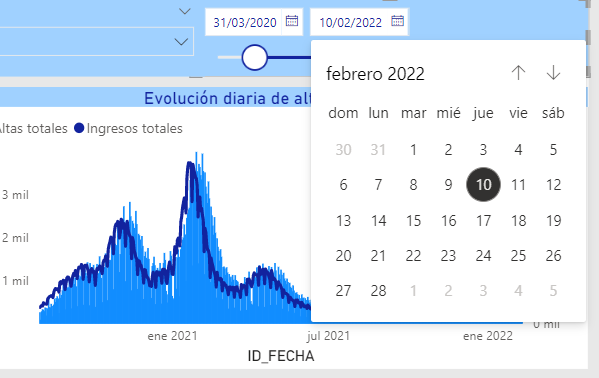 31/03/2020 10/02/2022
febrero 2022
dom lun mar mié jue vie sáb
30 31 1 2 3 4 5
6 7 8 9 10 11 12
13 14 15 16 17 18 19
20 21 22 23 24 25 26
27 28 1 2 3 4 5
Evolución diaria de alt
Altas totales Ingresos totales
3 mil
2 mil
1 mil
0 mil
ene 2021 jul 2021 ene 2022
ID_FECHA